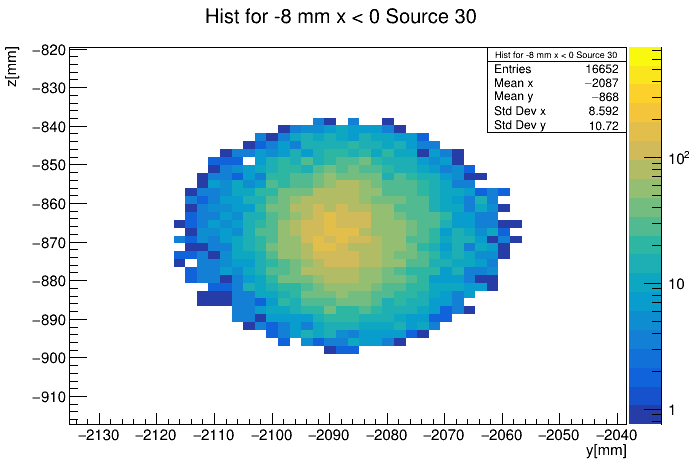 Hist for -8 mm x < 0 Source 30
z[mm]
−820
−830
−840
−850
−860
−870
−880
−890
−900
−910
Hist for -8 mm x < 0 Source 30
Entries 16652
Mean x −2087
Mean y −868
Std Dev x 8.592
Std Dev y 10.72
10²
10
1
−2130 −2120 −2110 −2100 −2090 −2080 −2070 −2060 −2050 −2040
y[mm]